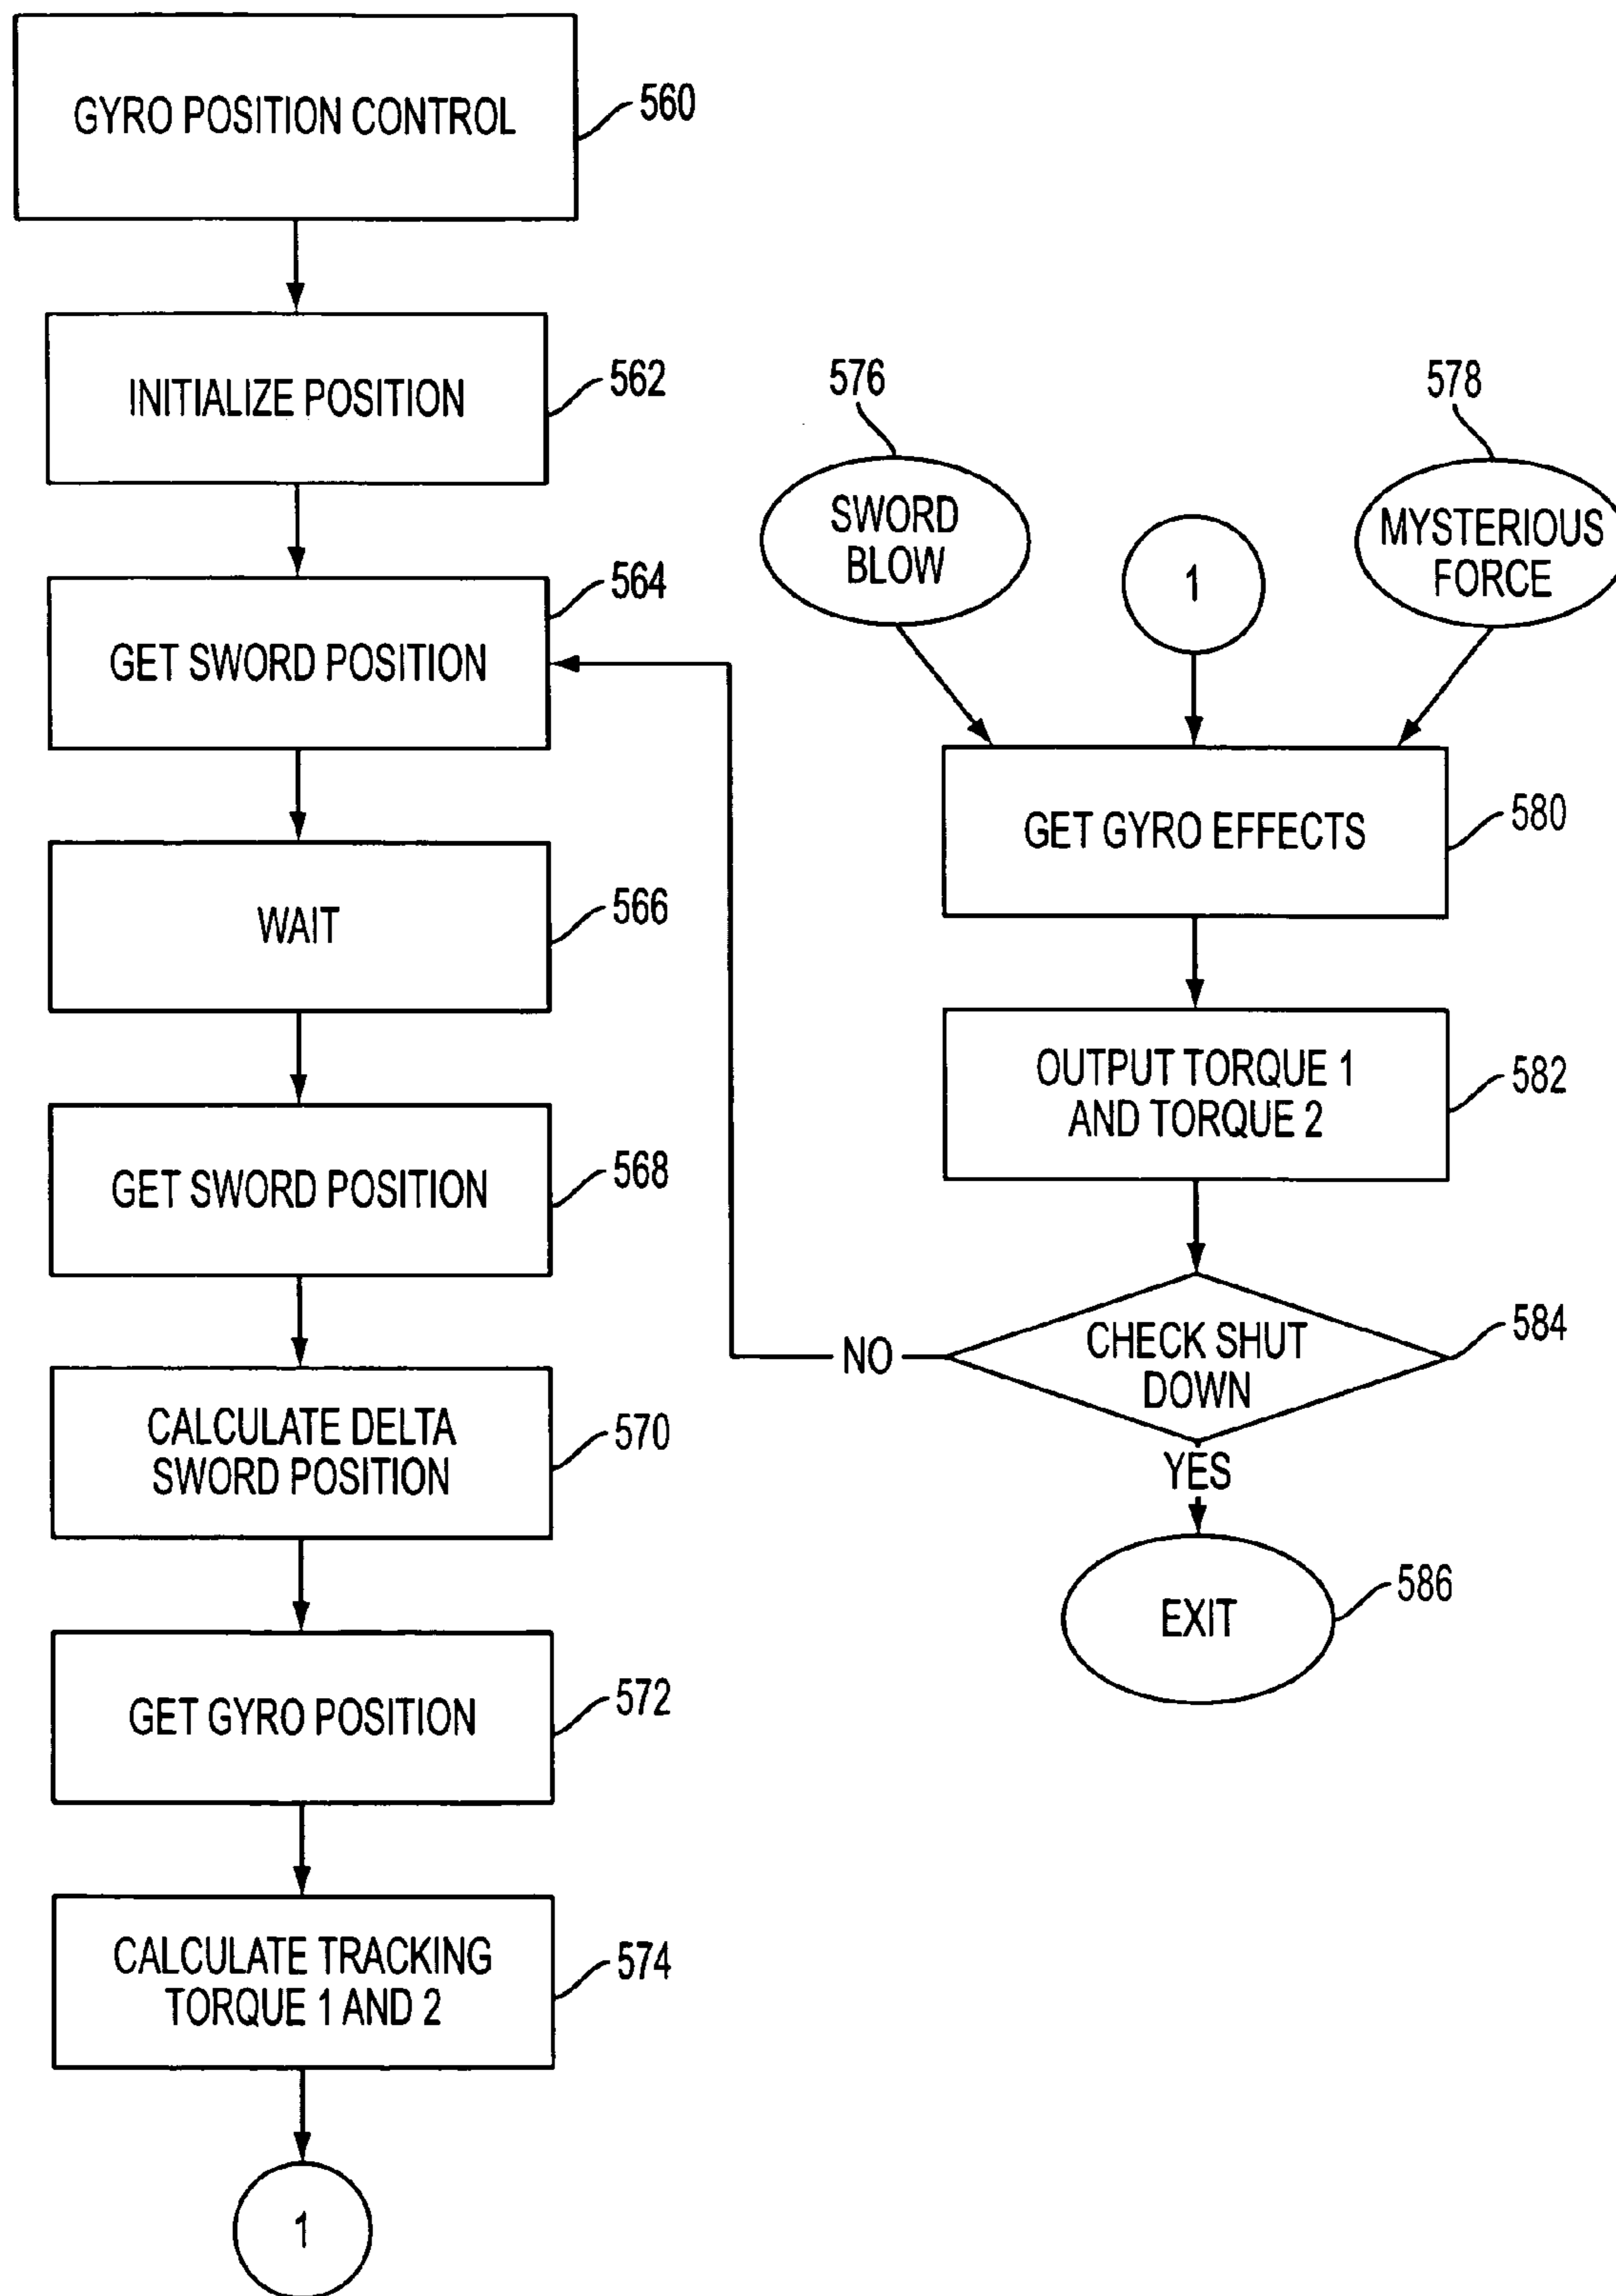 GYRO POSITION CONTROL
560
INITIALIZE POSITION
562
GET SWORD POSITION
564
WAIT
566
GET SWORD POSITION
568
CALCULATE DELTA
SWORD POSITION
570
GET GYRO POSITION
572
CALCULATE TRACKING
TORQUE 1 AND 2
574
1
576
SWORD
BLOW
1
578
MYSTERIOUS
FORCE
GET GYRO EFFECTS
580
OUTPUT TORQUE 1
AND TORQUE 2
582
CHECK SHUT
DOWN
584
NO
YES
EXIT
586